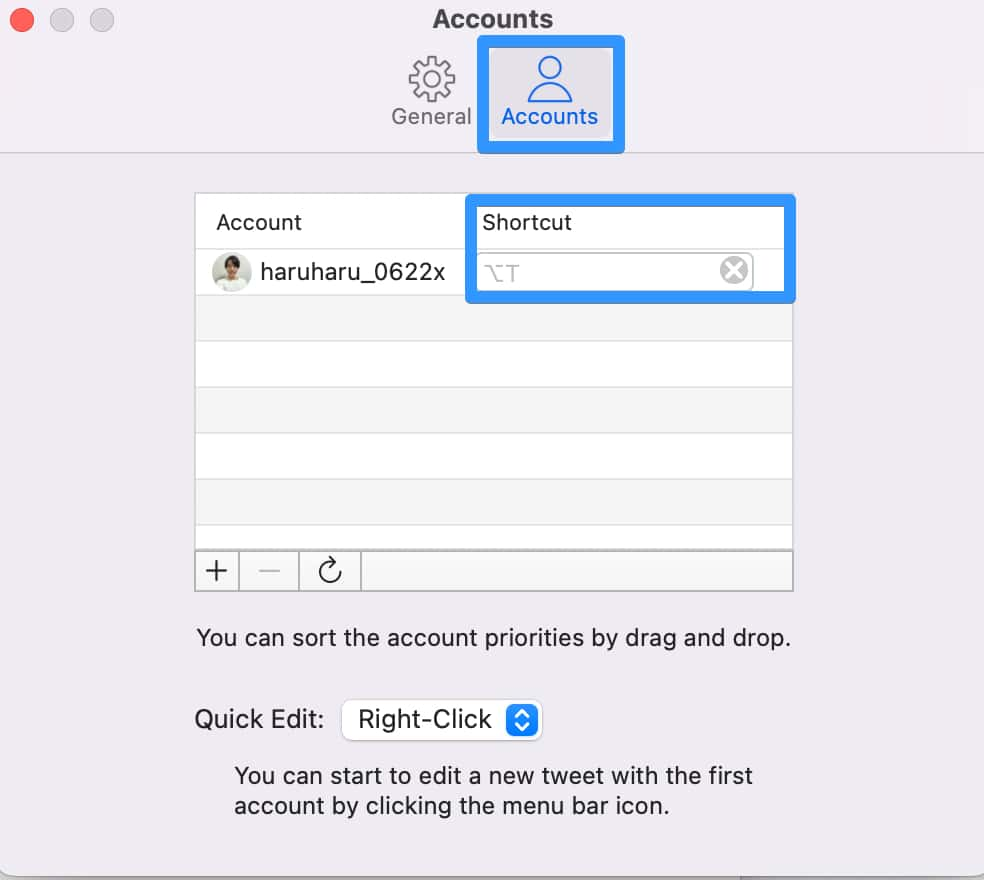 Accounts
General
Accounts
Account
Shortcut
haruharu_0622x
⌥T
You can sort the account priorities by drag and drop.
Quick Edit:
Right-Click
You can start to edit a new tweet with the first
account by clicking the menu bar icon.